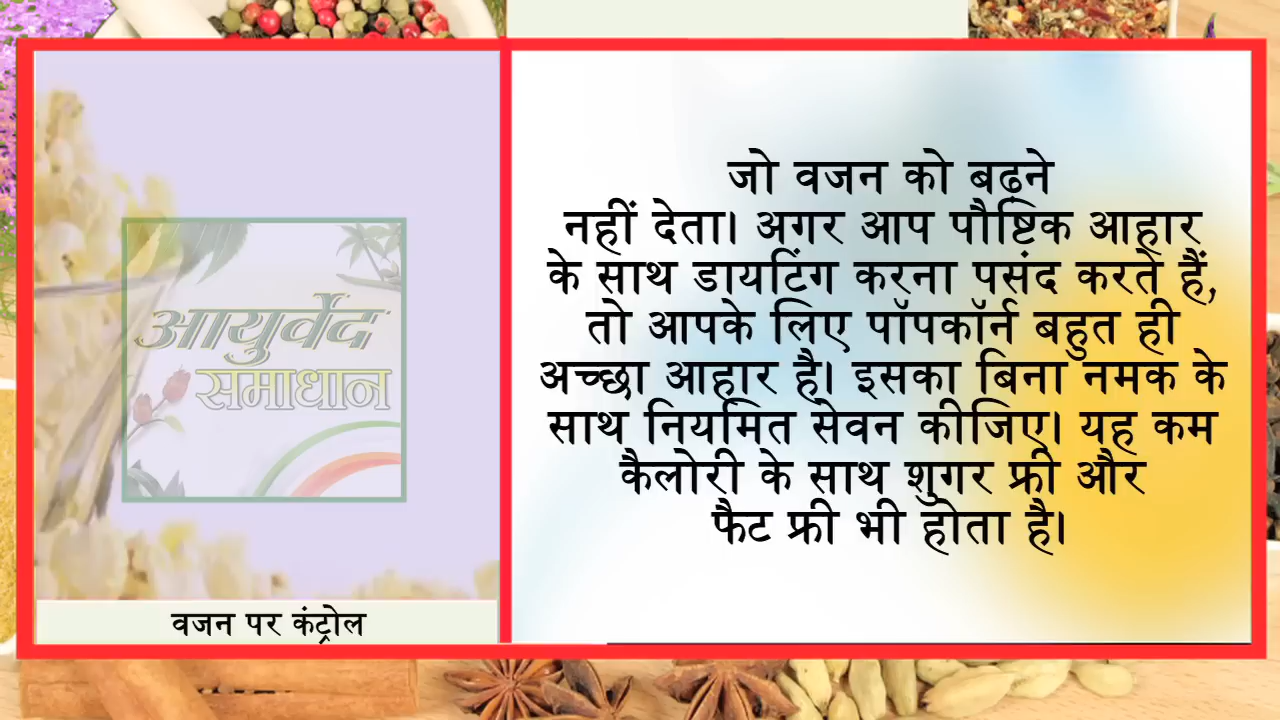 जो वजन को बढ़ने
नहीं देता। अगर आप पौष्टिक आहार
के साथ डायटिंग करना पसंद करते हैं,
तो आपके लिए पॉपकॉर्न बहुत ही
अच्छा आहार है। इसका बिना नमक के
साथ नियमित सेवन कीजिए। यह कम
कैलोरी के साथ शुगर फ्री और
फैट फ्री भी होता है।
आयुर्वेद
समाधान
वजन पर कंट्रोल